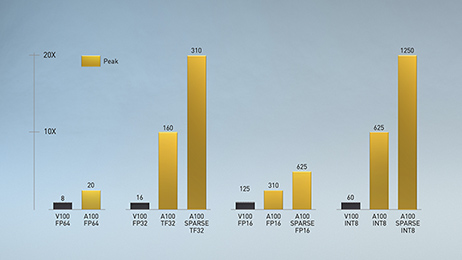 20X
Peak
310
1250
10X
160
625
625
310
125
60
20
16
8
V100
FP64
A100
FP64
V100
FP32
A100
TF32
A100
SPARSE
TF32
V100
FP16
A100
FP16
A100
SPARSE
FP16
V100
INT8
A100
INT8
A100
SPARSE
INT8